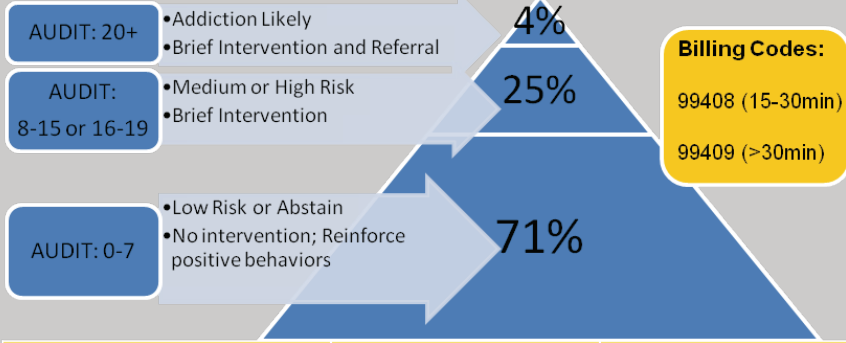 AUDIT: 20+
•Addiction Likely
•Brief Intervention and Referral
4%
AUDIT:
8-15 or 16-19
•Medium or High Risk
•Brief Intervention
25%
Billing Codes:
99408 (15-30min)
99409 (>30min)
AUDIT: 0-7
•Low Risk or Abstain
•No intervention; Reinforce
positive behaviors
71%